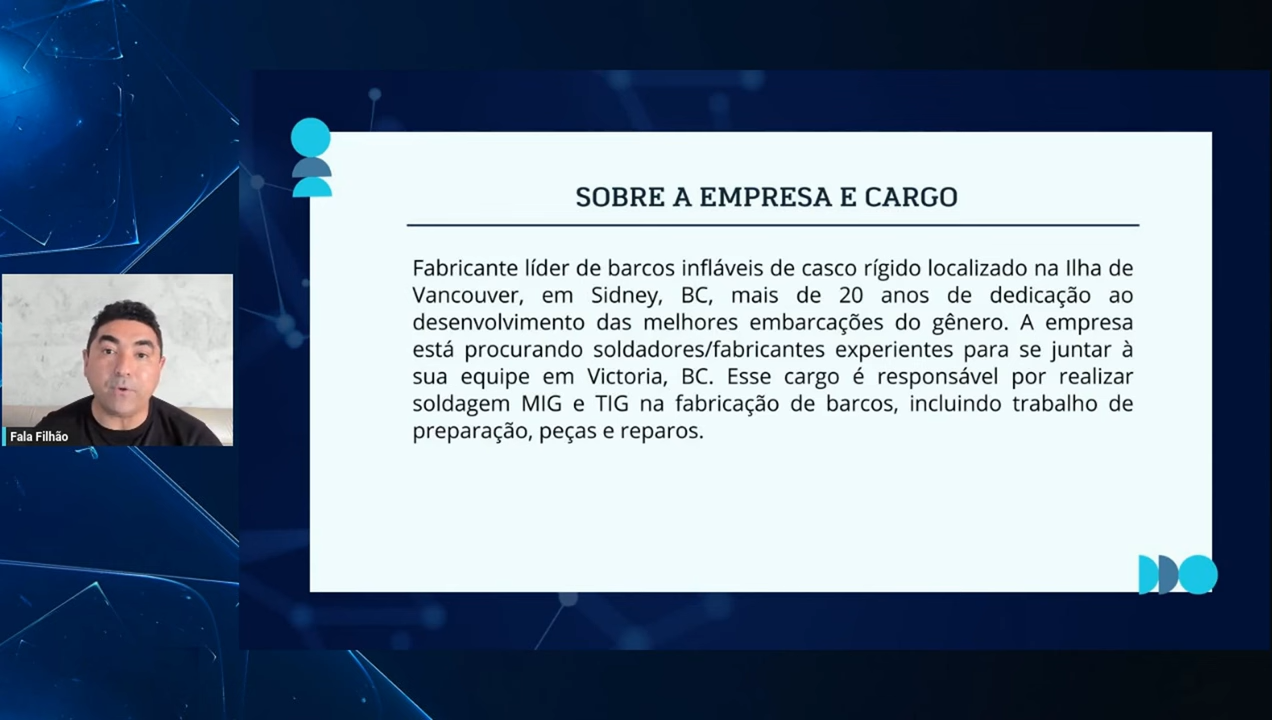 SOBRE A EMPRESA E CARGO
Fabricante líder de barcos infláveis de casco rígido localizado na Ilha de
Vancouver, em Sidney, BC, mais de 20 anos de dedicação ao
desenvolvimento das melhores embarcações do gênero. A empresa
está procurando soldadores/fabricantes experientes para se juntar à
sua equipe em Victoria, BC. Esse cargo é responsável por realizar
soldagem MIG e TIG na fabricação de barcos, incluindo trabalho de
preparação, peças e reparos.
Fala Filhão